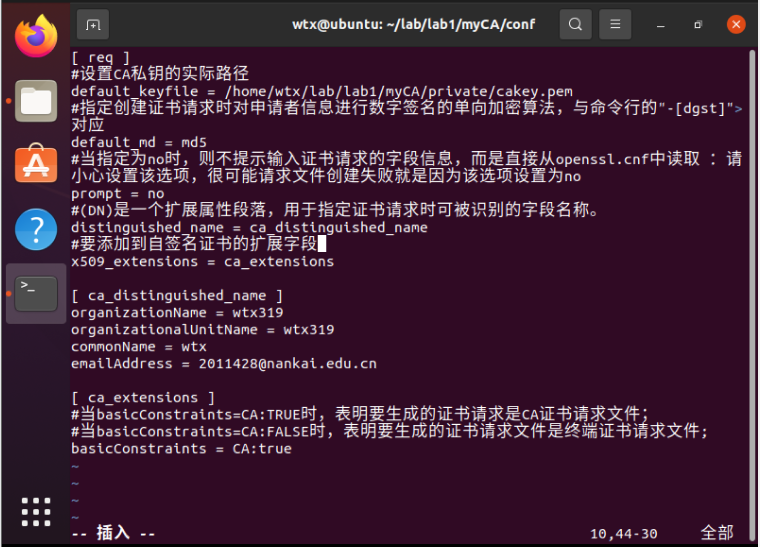 wtx@ubuntu: ~/lab/lab1/myCA/conf
[ req ]
#设置CA私钥的实际路径
default_keyfile = /home/wtx/lab/lab1/myCA/private/cakey.pem
#指定创建证书请求时对申请者信息进行数字签名的单向加密算法，与命令行的"-[dgst]">
对应
default_md = md5
#当指定为no时，则不提示输入证书请求的字段信息，而是直接从openssl.cnf中读取 ：请
小心设置该选项，很可能请求文件创建失败就是因为该选项设置为no
prompt = no
#(DN)是一个扩展属性段落，用于指定证书请求时可被识别的字段名称。
distinguished_name = ca_distinguished_name
#要添加到自签名证书的扩展字段
x509_extensions = ca_extensions
[ ca_distinguished_name ]
organizationName = wtx319
organizationalUnitName = wtx319
commonName = wtx
emailAddress = 2011428@nankai.edu.cn
[ ca_extensions ]
#当basicConstraints=CA:TRUE时，表明要生成的证书请求是CA证书请求文件；
#当basicConstraints=CA:FALSE时，表明要生成的证书请求文件是终端证书请求文件；
basicConstraints = CA:true
~
~
~
~
-- 插入 -- 10,44-30 全部